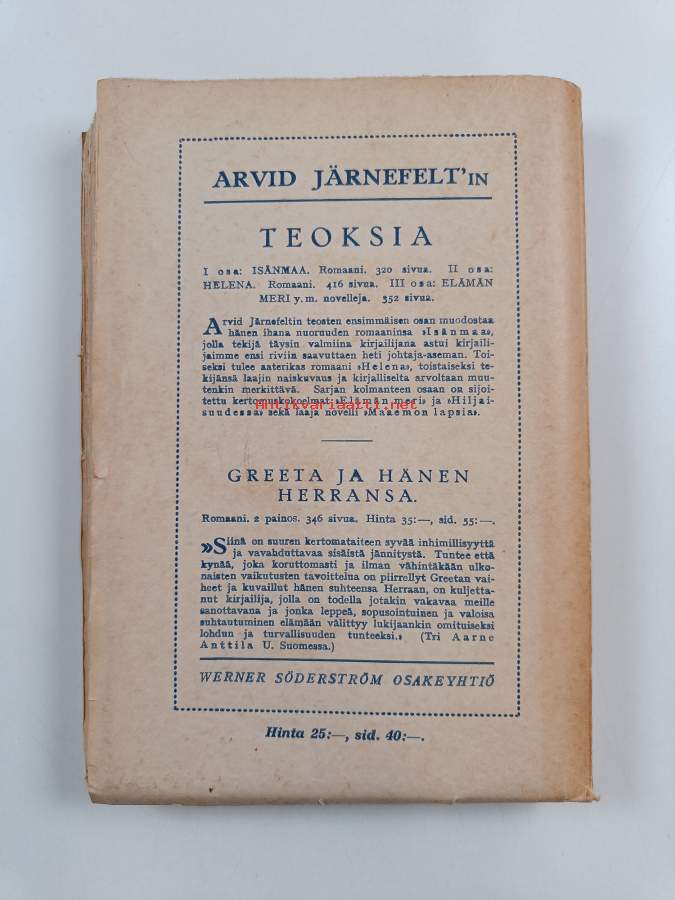 ARVID JÄRNEFELT'IN
TEOKSIA
I osa: ISÄNMAA. Romaani. 320 sivua. II osa:
HELENA. Romaani. 416 sivua. III osa: ELÄMÄN
MERI y.m. novelleja. 352 sivua.
Arvid Järnefeltin teosten ensimmäisen osan muodostaa
hänen ihana nuoruuden romaaninsa »Isänmaa»,
jolla tekijä täysin valmiina kirjailijana astui kirjaili-
jaimme ensi riviin saavuttaen heti johtaja-aseman. Toi-
seksi tulee aaterikas romaani »Helena», toistaiseksi te-
kijänsä laajin naiskuvaus ja kirjalliselta arvoltaan muu-
tenkin merkittävä. Sarjan kolmanteen osaan on sijoi-
tettu kertomuskokoelmat »Elämän meri» ja »Hiljai-
suudessa» sekä laaja novelli »Maaemon lapsia».
antikvariaatti.net
GREETA JA HÄNEN
HERRANSA.
Romaani. 2 painos. 346 sivua. Hinta 35:—, sid. 55:—.
»Siinä on suuren kertomataiteen syvää inhimillisyyttä
ja vavahduttavaa sisäistä jännitystä. Tuntee että
kynää, joka koruttomasti ja ilman vähintäkään ulko-
naisten vaikutusten tavoittelua on piirrellyt Greetan vai-
heet ja kuvaillut hänen suhteensa Herraan, on kuljetta-
nut kirjailija, jolla on todella jotakin vakavaa meille
sanottavana ja jonka leppeä, sopusointuinen ja valoisa
suhtautuminen elämään välittyy lukijaankin omituiseksi
lohdun ja turvallisuuden tunteeksi.» (Tri Aarne
Anttila U. Suomessa.)
WERNER SÖDERSTRÖM OSAKEYHTIÖ
Hinta 25:—, sid. 40:—.